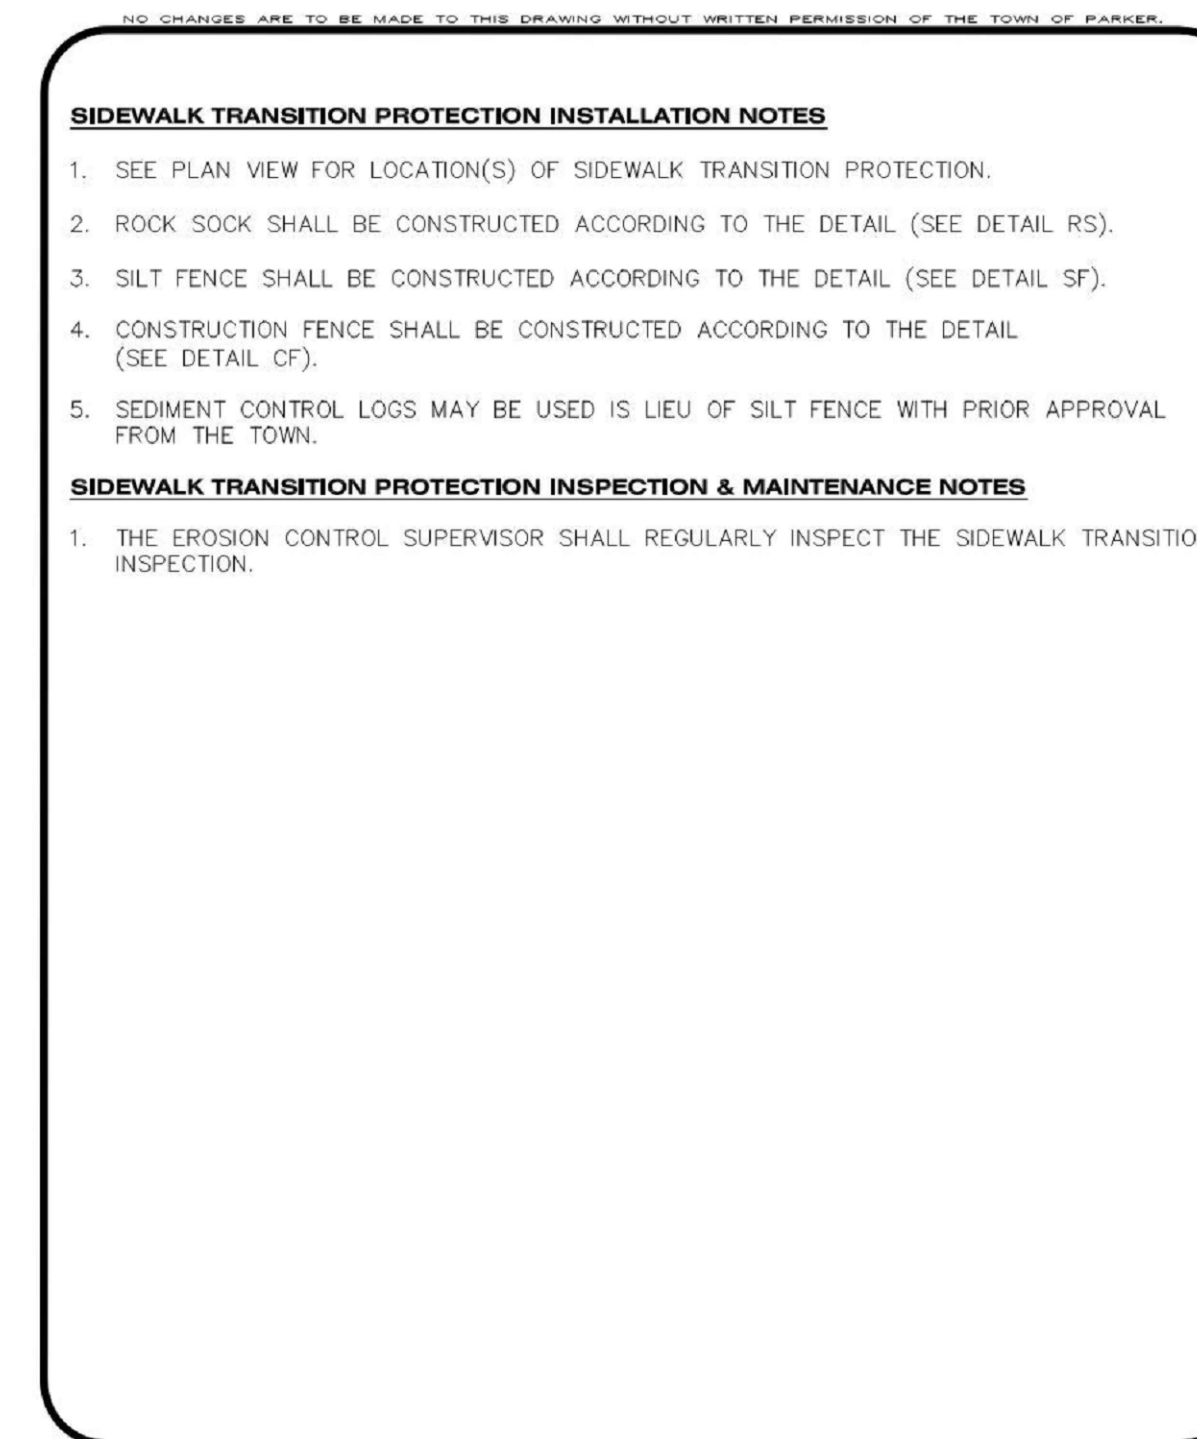 NO CHANGES ARE TO BE MADE TO THIS DRAWING WITHOUT WRITTEN PERMISSION OF THE TOWN OF PARKER.
SIDEWALK TRANSITION PROTECTION INSTALLATION NOTES
1. SEE PLAN VIEW FOR LOCATION(S) OF SIDEWALK TRANSITION PROTECTION.
2. ROCK SOCK SHALL BE CONSTRUCTED ACCORDING TO THE DETAIL (SEE DETAIL RS).
3. SILT FENCE SHALL BE CONSTRUCTED ACCORDING TO THE DETAIL (SEE DETAIL SF).
4. CONSTRUCTION FENCE SHALL BE CONSTRUCTED ACCORDING TO THE DETAIL
(SEE DETAIL CF).
5. SEDIMENT CONTROL LOGS MAY BE USED IS LIEU OF SILT FENCE WITH PRIOR APPROVAL
FROM THE TOWN.
SIDEWALK TRANSITION PROTECTION INSPECTION & MAINTENANCE NOTES
1. THE EROSION CONTROL SUPERVISOR SHALL REGULARLY INSPECT THE SIDEWALK TRANSITIO
INSPECTION.